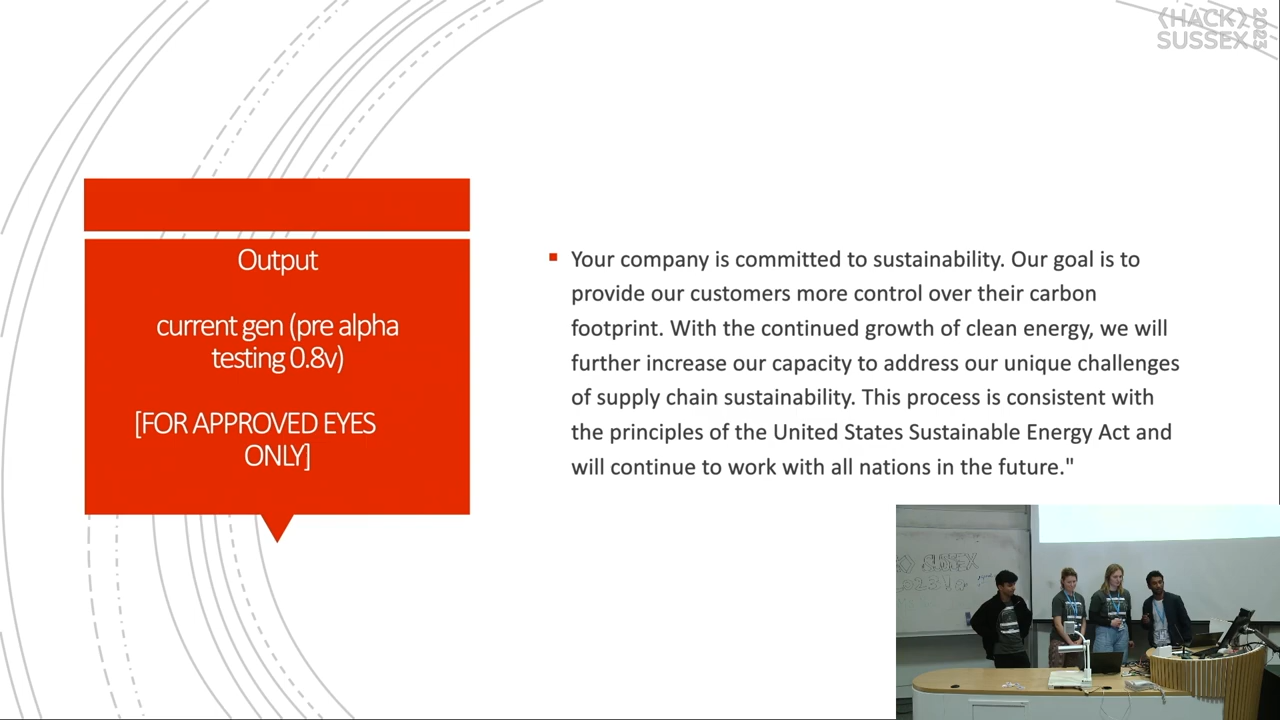 {HACK}
SUSSEX
2023
Output
current gen (pre alpha
testing 0.8v)
[FOR APPROVED EYES
ONLY]
Your company is committed to sustainability. Our goal is to
provide our customers more control over their carbon
footprint. With the continued growth of clean energy, we will
further increase our capacity to address our unique challenges
of supply chain sustainability. This process is consistent with
the principles of the United States Sustainable Energy Act and
will continue to work with all nations in the future."
SUSSEX